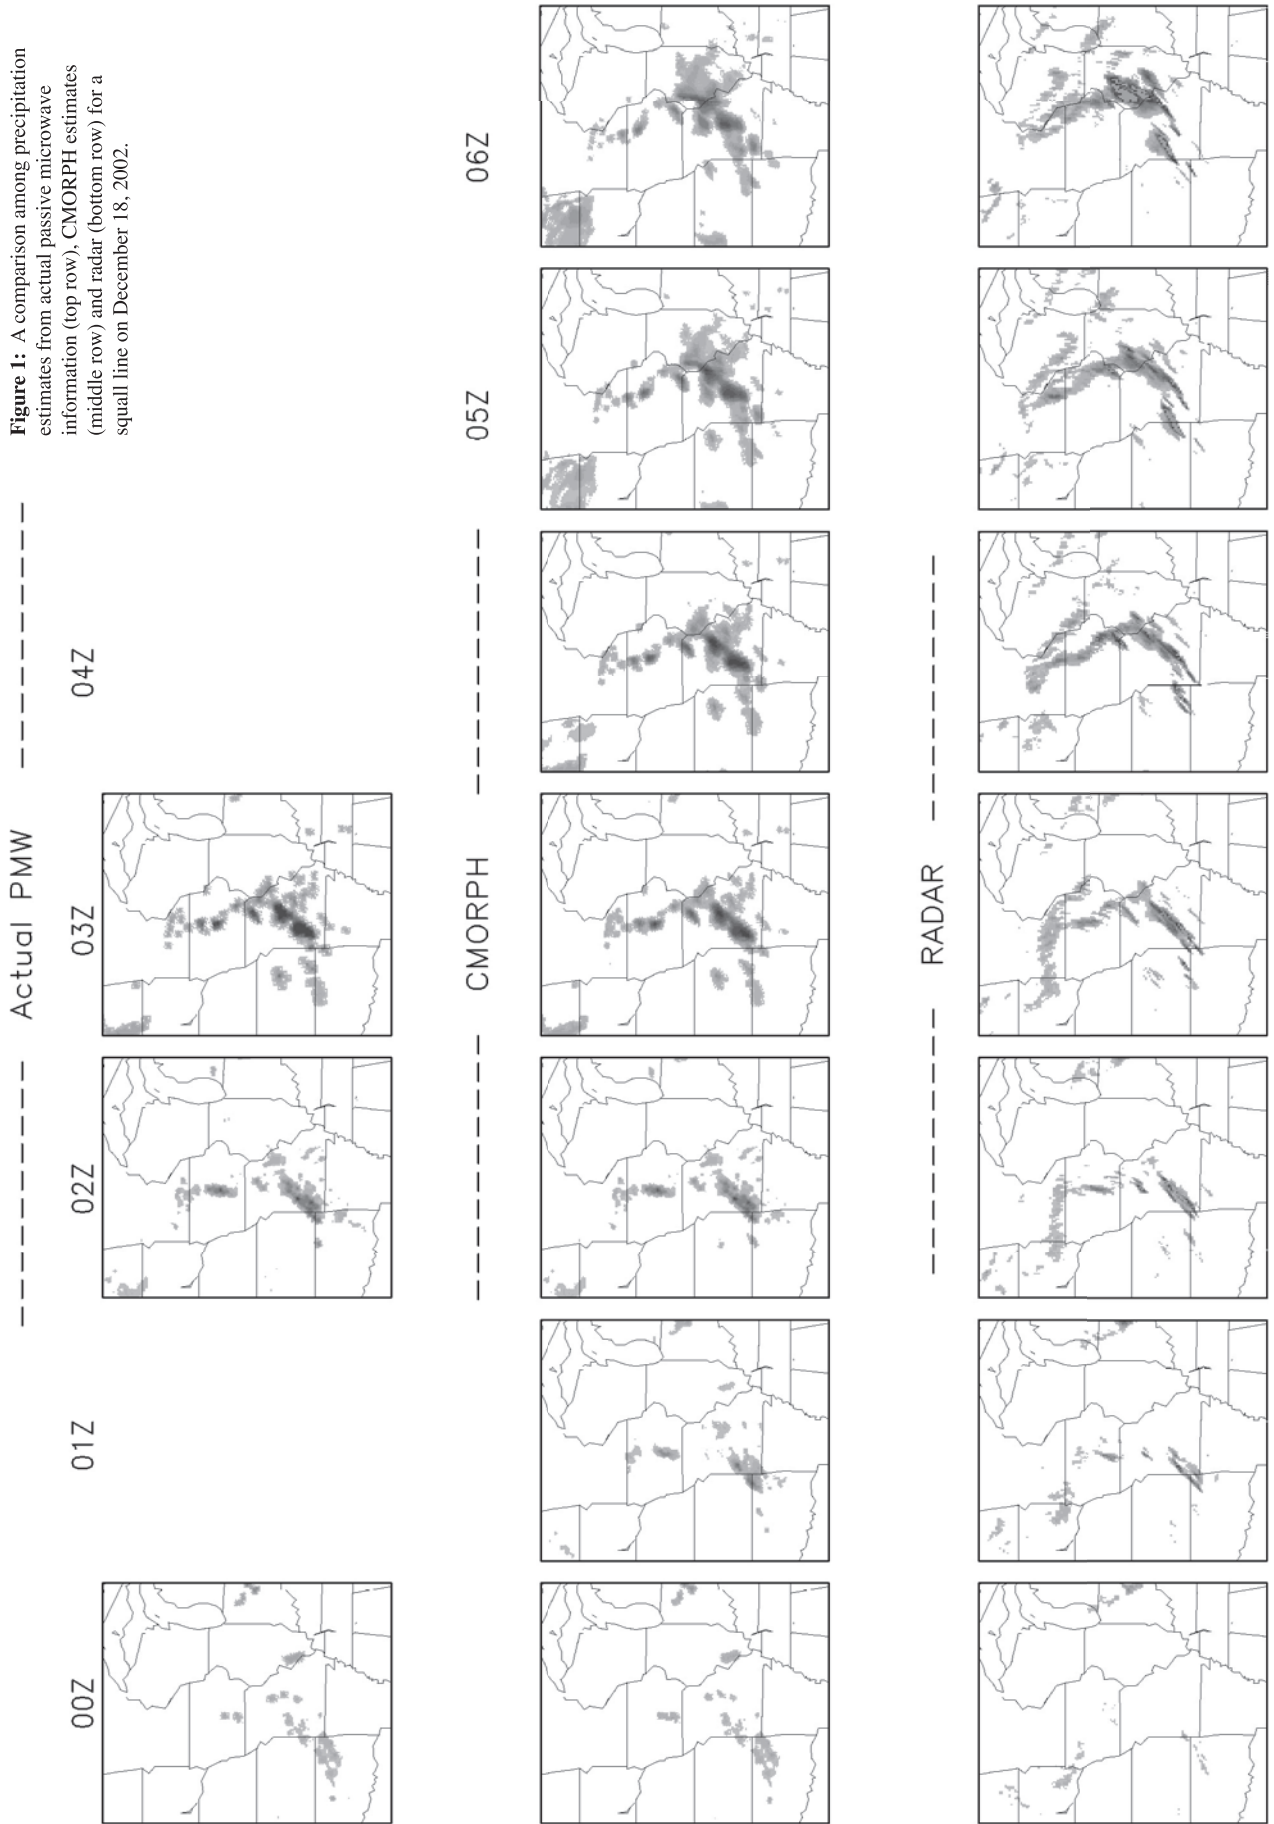 Figure 1: A comparison among precipitation
estimates from actual passive microwave
information (top row), CMORPH estimates
(middle row) and radar (bottom row) for a
squall line on December 18, 2002.
Actual PMW
00Z 01Z 02Z 03Z 04Z
CMORPH
05Z 06Z
RADAR